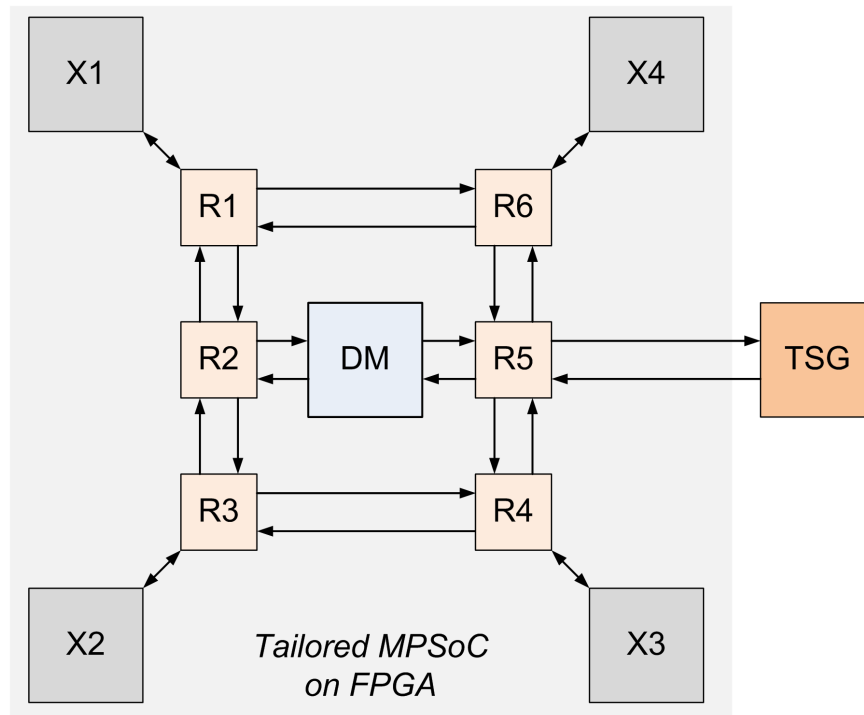 X1
X4
R1
R6
R2
DM
R5
TSG
R3
R4
X2
X3
Tailored MPSoC
on FPGA